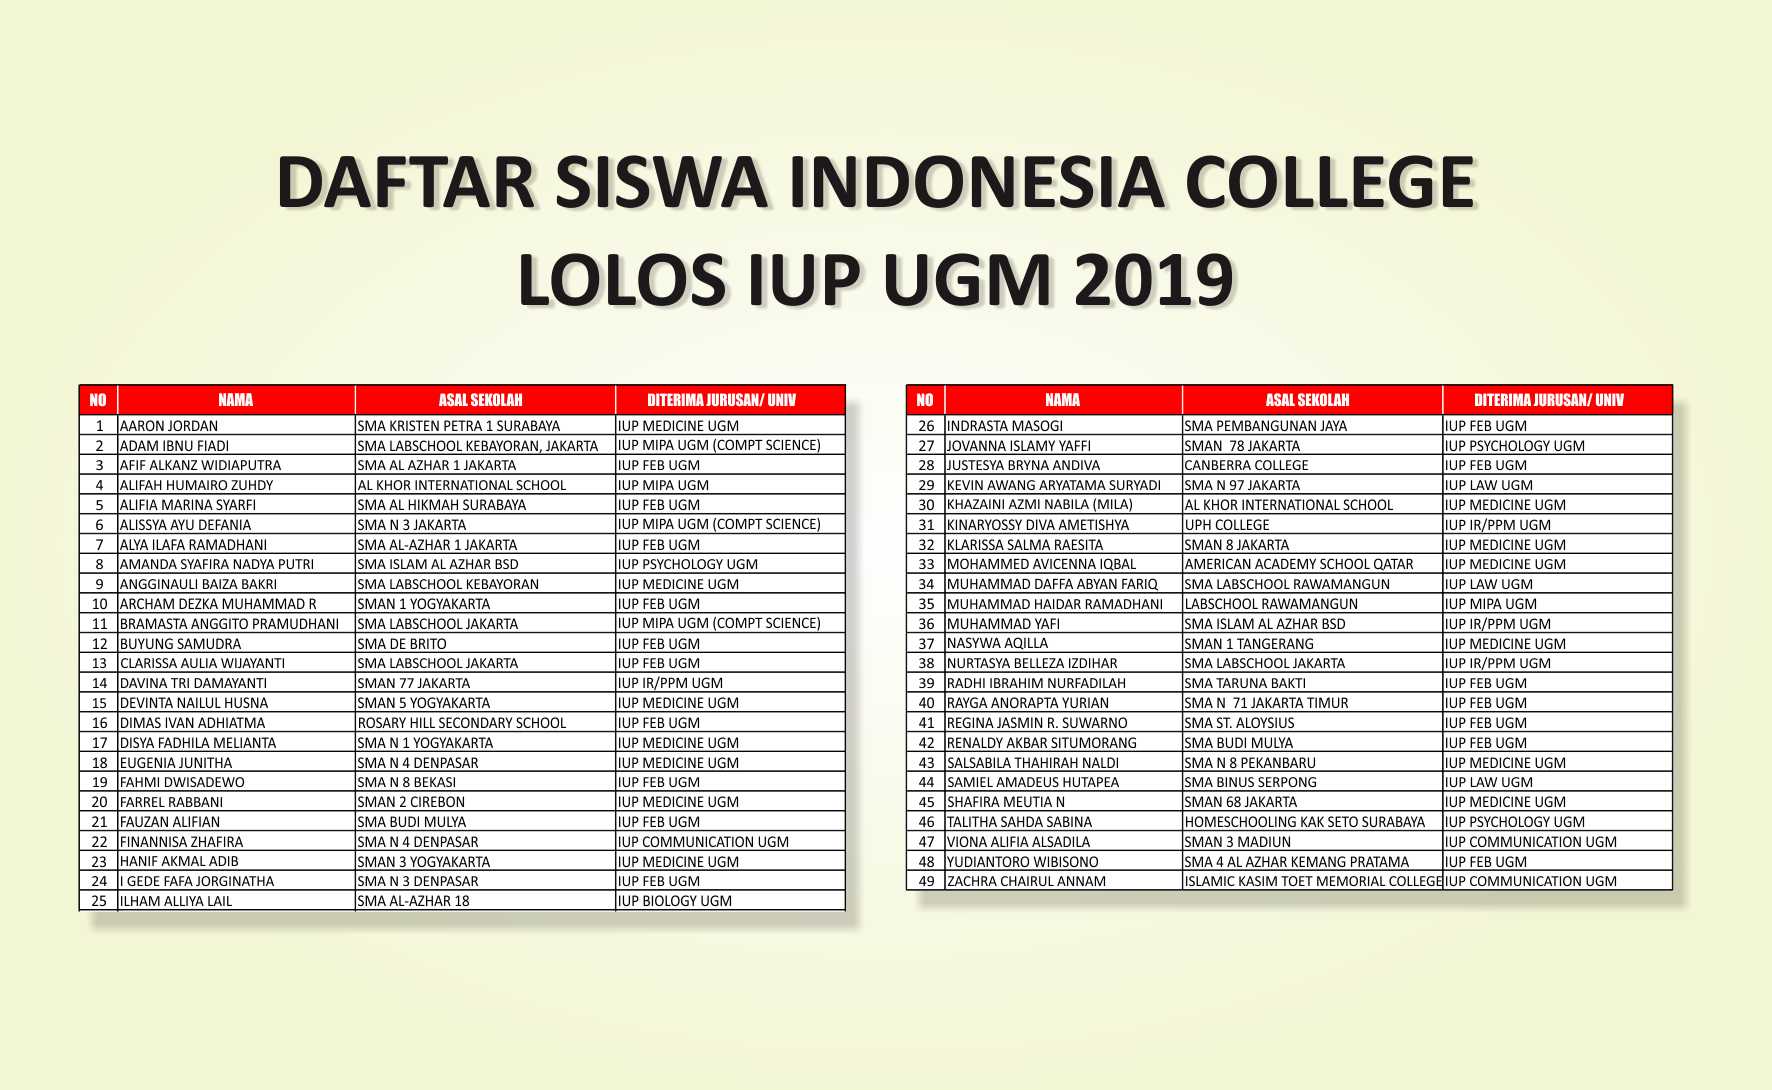 DAFTAR SISWA INDONESIA COLLEGE
LOLOS IUP UGM 2019
NO NAMA ASAL SEKOLAH DITERIMA JURUSAN/ UNIV
1 AARON JORDAN SMA KRISTEN PETRA 1 SURABAYA IUP MEDICINE UGM
2 ADAM IBNU FIADI SMA LABSCHOOL KEBAYORAN, JAKARTA IUP MIPA UGM (COMPT SCIENCE)
3 AFIF ALKANZ WIDIAPUTRA SMA AL AZHAR 1 JAKARTA IUP FEB UGM
4 ALIFAH HUMAIRO ZUHDY AL KHOR INTERNATIONAL SCHOOL IUP MIPA UGM
5 ALIFIA MARINA SYARFI SMA AL HIKMAH SURABAYA IUP FEB UGM
6 ALISSYA AYU DEFANIA SMA N 3 JAKARTA IUP MIPA UGM (COMPT SCIENCE)
7 ALYA ILAFA RAMADHANI SMA AL-AZHAR 1 JAKARTA IUP FEB UGM
8 AMANDA SYAFIRA NADYA PUTRI SMA ISLAM AL AZHAR BSD IUP PSYCHOLOGY UGM
9 ANGGINAULI BAIZA BAKRI SMA LABSCHOOL KEBAYORAN IUP MEDICINE UGM
10 ARCHAM DEZKA MUHAMMAD R SMAN 1 YOGYAKARTA IUP FEB UGM
11 BRAMASTA ANGGITO PRAMUDHANI SMA LABSCHOOL JAKARTA IUP MIPA UGM (COMPT SCIENCE)
12 BUYUNG SAMUDRA SMA DE BRITO IUP FEB UGM
13 CLARISSA AULIA WIJAYANTI SMA LABSCHOOL JAKARTA IUP FEB UGM
14 DAVINA TRI DAMAYANTI SMAN 77 JAKARTA IUP IR/PPM UGM
15 DEVINTA NAILUL HUSNA SMAN 5 YOGYAKARTA IUP MEDICINE UGM
16 DIMAS IVAN ADHIATMA ROSARY HILL SECONDARY SCHOOL IUP FEB UGM
17 DISYA FADHILA MELIANTA SMA N 1 YOGYAKARTA IUP MEDICINE UGM
18 EUGENIA JUNITHA SMA N 4 DENPASAR IUP MEDICINE UGM
19 FAHMI DWISADEWO SMA N 8 BEKASI IUP FEB UGM
20 FARREL RABBANI SMAN 2 CIREBON IUP MEDICINE UGM
21 FAUZAN ALIFIAN SMA BUDI MULYA IUP FEB UGM
22 FINANNISA ZHAFIRA SMA N 4 DENPASAR IUP COMMUNICATION UGM
23 HANIF AKMAL ADIB SMAN 3 YOGYAKARTA IUP MEDICINE UGM
24 I GEDE FAFA JORGINATHA SMA N 3 DENPASAR IUP FEB UGM
25 ILHAM ALLIYA LAIL SMA AL-AZHAR 18 IUP BIOLOGY UGM
NO NAMA ASAL SEKOLAH DITERIMA JURUSAN/ UNIV
26 INDRASTA MASOGI SMA PEMBANGUNAN JAYA IUP FEB UGM
27 JOVANNA ISLAMY YAFFI SMAN 78 JAKARTA IUP PSYCHOLOGY UGM
28 JUSTESYA BRYNA ANDIVA CANBERRA COLLEGE IUP FEB UGM
29 KEVIN AWANG ARYATAMA SURYADI SMA N 97 JAKARTA IUP LAW UGM
30 KHAZAINI AZMI NABILA (MILA) AL KHOR INTERNATIONAL SCHOOL IUP MEDICINE UGM
31 KINARYOSSY DIVA AMETISHYA UPH COLLEGE IUP IR/PPM UGM
32 KLARISSA SALMA RAESITA SMAN 8 JAKARTA IUP MEDICINE UGM
33 MOHAMMED AVICENNA IQBAL AMERICAN ACADEMY SCHOOL QATAR IUP MEDICINE UGM
34 MUHAMMAD DAFFA ABYAN FARIQ SMA LABSCHOOL RAWAMANGUN IUP LAW UGM
35 MUHAMMAD HAIDAR RAMADHANI LABSCHOOL RAWAMANGUN IUP MIPA UGM
36 MUHAMMAD YAFI SMA ISLAM AL AZHAR BSD IUP IR/PPM UGM
37 NASYWA AQILLA SMAN 1 TANGERANG IUP MEDICINE UGM
38 NURTASYA BELLEZA IZDIHAR SMA LABSCHOOL JAKARTA IUP IR/PPM UGM
39 RADHI IBRAHIM NURFADILAH SMA TARUNA BAKTI IUP FEB UGM
40 RAYGA ANORAPTA YURIAN SMA N 71 JAKARTA TIMUR IUP FEB UGM
41 REGINA JASMIN R. SUWARNO SMA ST. ALOYSIUS IUP FEB UGM
42 RENALDY AKBAR SITUMORANG SMA BUDI MULYA IUP FEB UGM
43 SALSABILA THAHIRAH NALDI SMA N 8 PEKANBARU IUP MEDICINE UGM
44 SAMIEL AMADEUS HUTAPEA SMA BINUS SERPONG IUP LAW UGM
45 SHAFIRA MEUTIA N SMAN 68 JAKARTA IUP MEDICINE UGM
46 TALITHA SAHDA SABINA HOMESCHOOLING KAK SETO SURABAYA IUP PSYCHOLOGY UGM
47 VIONA ALIFIA ALSADILA SMAN 3 MADIUN IUP COMMUNICATION UGM
48 YUDIANTORO WIBISONO SMA 4 AL AZHAR KEMANG PRATAMA IUP FEB UGM
49 ZACHRA CHAIRUL ANNAM ISLAMIC KASIM TOET MEMORIAL COLLEGE IUP COMMUNICATION UGM